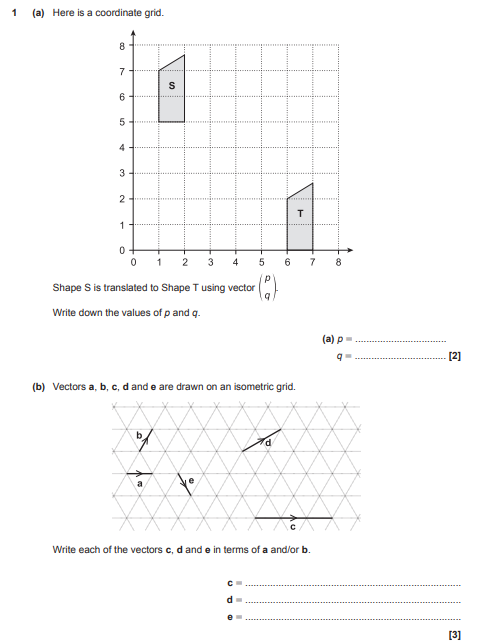 1 (a) Here is a coordinate grid.
8
7
S
6
5
4
3
2
T
1
0
0 1 2 3 4 5 6 7 8
Shape S is translated to Shape T using vector (p q).
Write down the values of p and q.
(a) p = ................................
q = ................................ [2]
(b) Vectors a, b, c, d and e are drawn on an isometric grid.
b
d
a
e
c
Write each of the vectors c, d and e in terms of a and/or b.
c = ................................................................
d = ................................................................
e = ................................................................
[3]